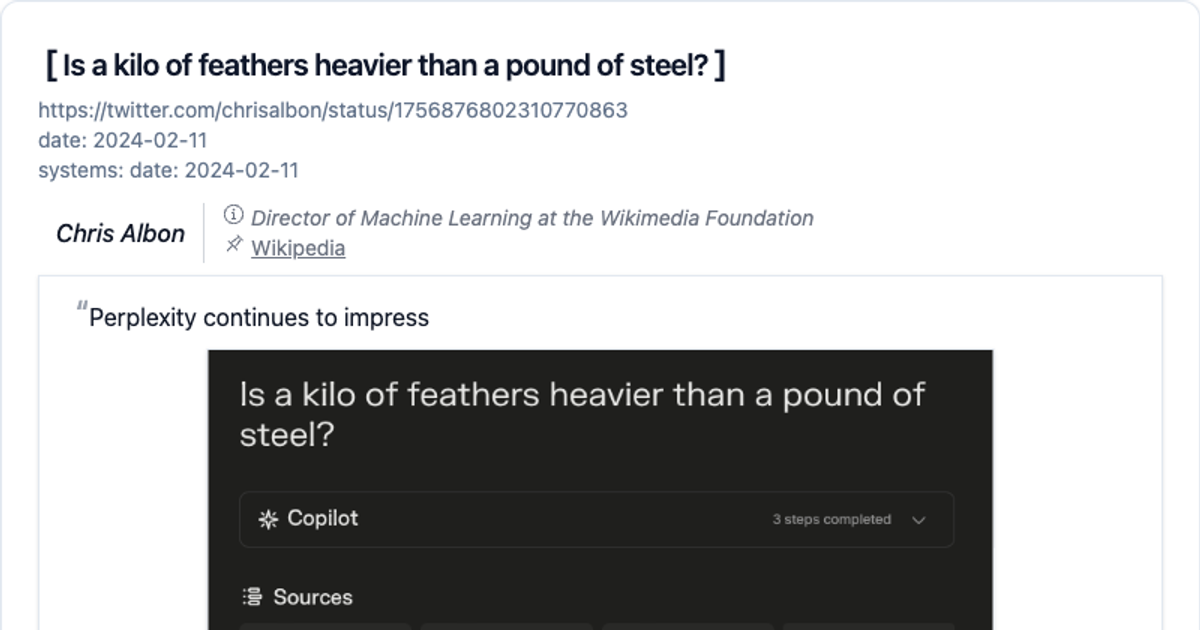 [ Is a kilo of feathers heavier than a pound of steel? ]
https://twitter.com/chrisalbon/status/1756876802310770863
date: 2024-02-11
systems: date: 2024-02-11
Chris Albon
Director of Machine Learning at the Wikimedia Foundation
Wikipedia
“Perplexity continues to impress
Is a kilo of feathers heavier than a pound of
steel?
Copilot
3 steps completed
Sources